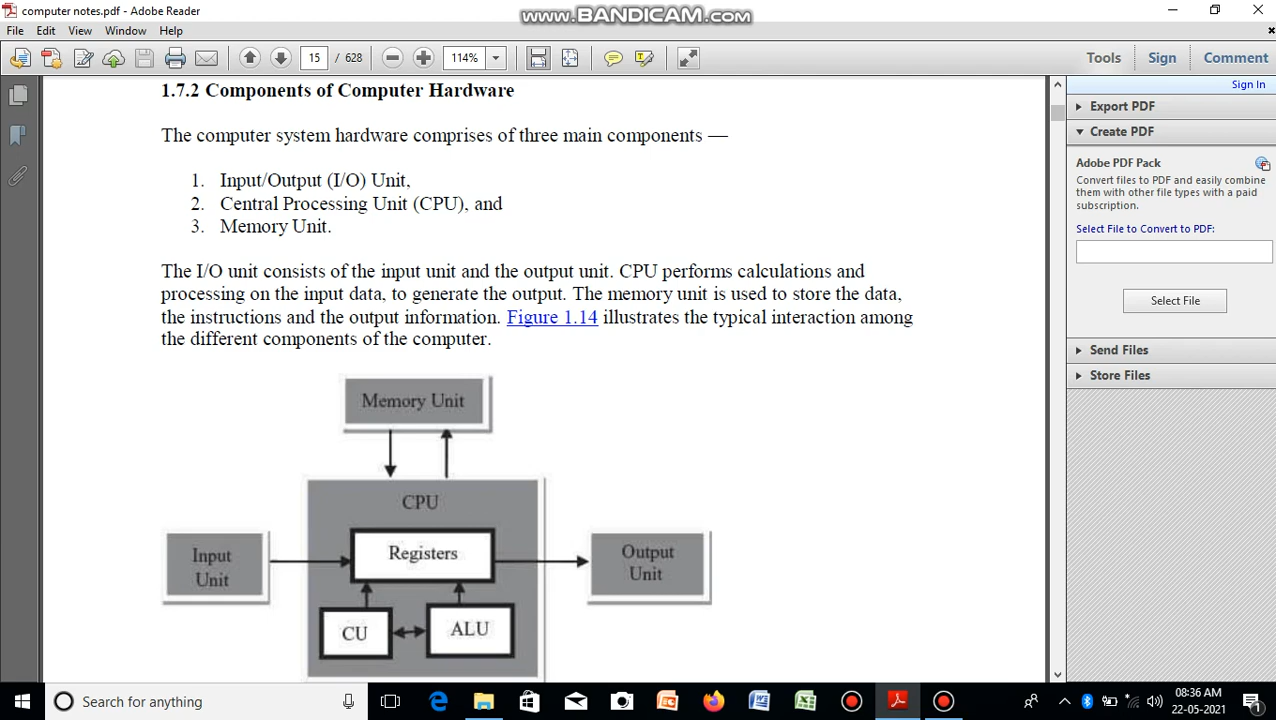 computer notes.pdf - Adobe Reader
www.BANDICAM.com
File Edit View Window Help
15 / 628 114% Tools Sign Comment
Sign In
1.7.2 Components of Computer Hardware
The computer system hardware comprises of three main components —
1. Input/Output (I/O) Unit,
2. Central Processing Unit (CPU), and
3. Memory Unit.
The I/O unit consists of the input unit and the output unit. CPU performs calculations and
processing on the input data, to generate the output. The memory unit is used to store the data,
the instructions and the output information. Figure 1.14 illustrates the typical interaction among
the different components of the computer.
Memory Unit
CPU
Input
Unit
Registers
Output
Unit
CU
ALU
Export PDF
Create PDF
Adobe PDF Pack
Convert files to PDF and easily combine
them with other file types with a paid
subscription.
Select File to Convert to PDF:
Select File
Send Files
Store Files
Search for anything
08:36 AM
22-05-2021
1